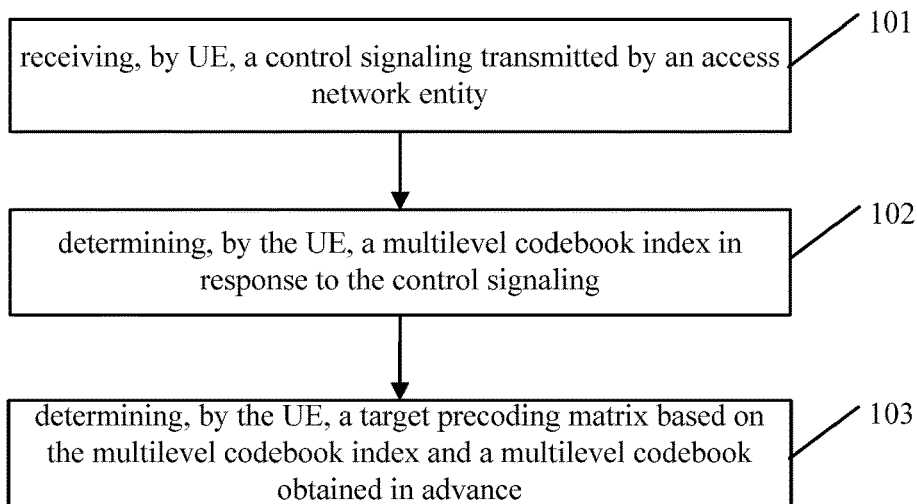 101
receiving, by UE, a control signaling transmitted by an access
network entity
102
determining, by the UE, a multilevel codebook index in
response to the control signaling
103
determining, by the UE, a target precoding matrix based on
the multilevel codebook index and a multilevel codebook
obtained in advance